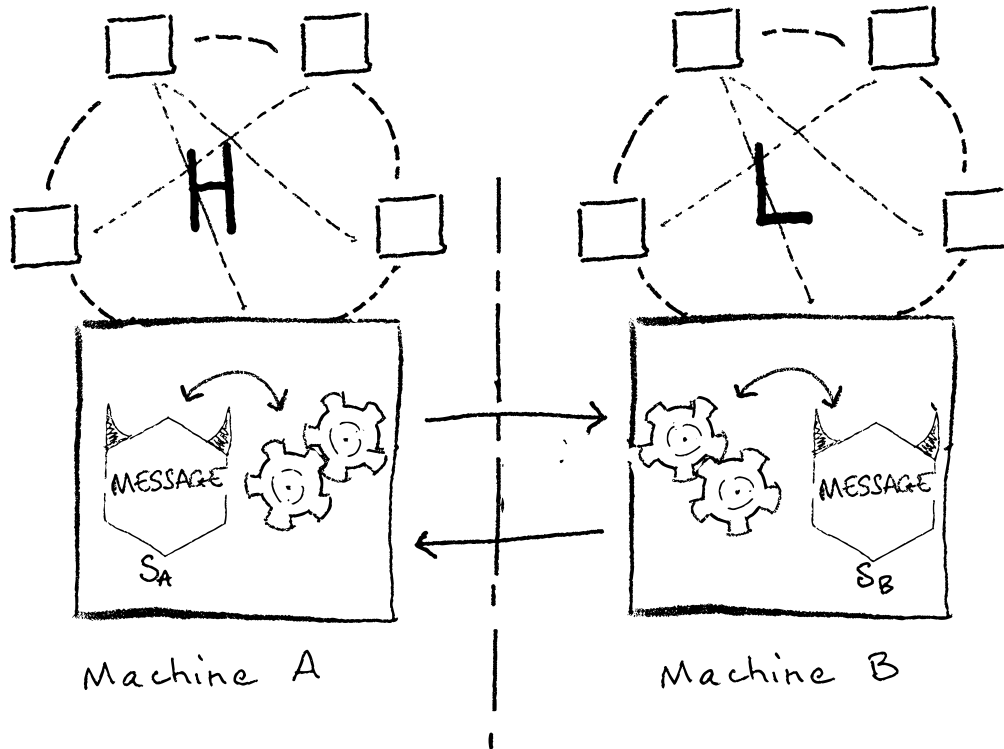 H
L
MESSAGE
MESSAGE
SA
SB
Machine A
Machine B